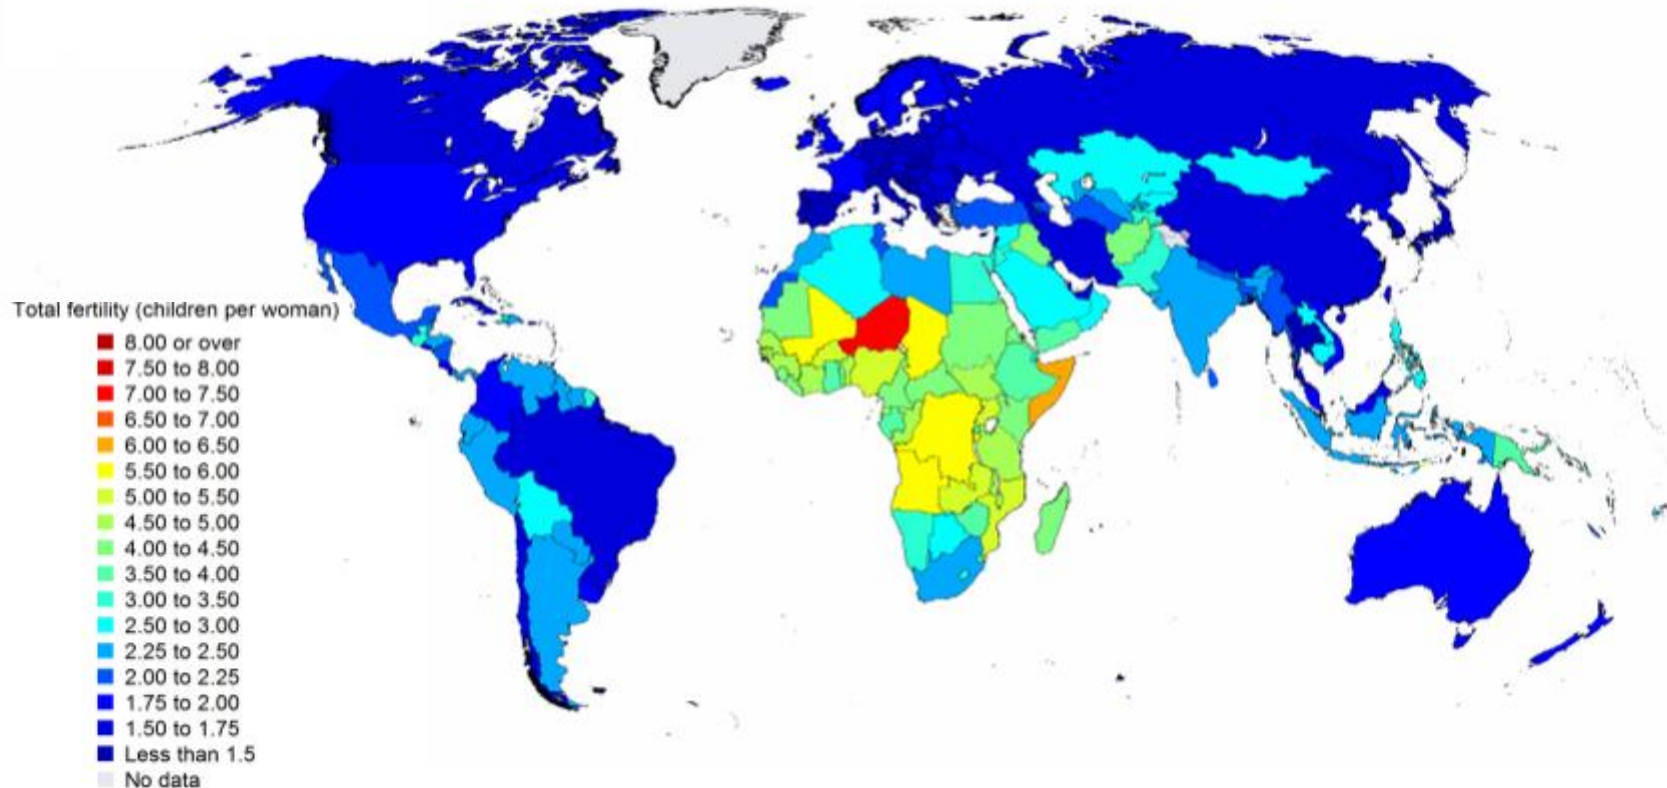 Total fertility (children per woman)
8.00 or over
7.50 to 8.00
7.00 to 7.50
6.50 to 7.00
6.00 to 6.50
5.50 to 6.00
5.00 to 5.50
4.50 to 5.00
4.00 to 4.50
3.50 to 4.00
3.00 to 3.50
2.50 to 3.00
2.25 to 2.50
2.00 to 2.25
1.75 to 2.00
1.50 to 1.75
Less than 1.5
No data